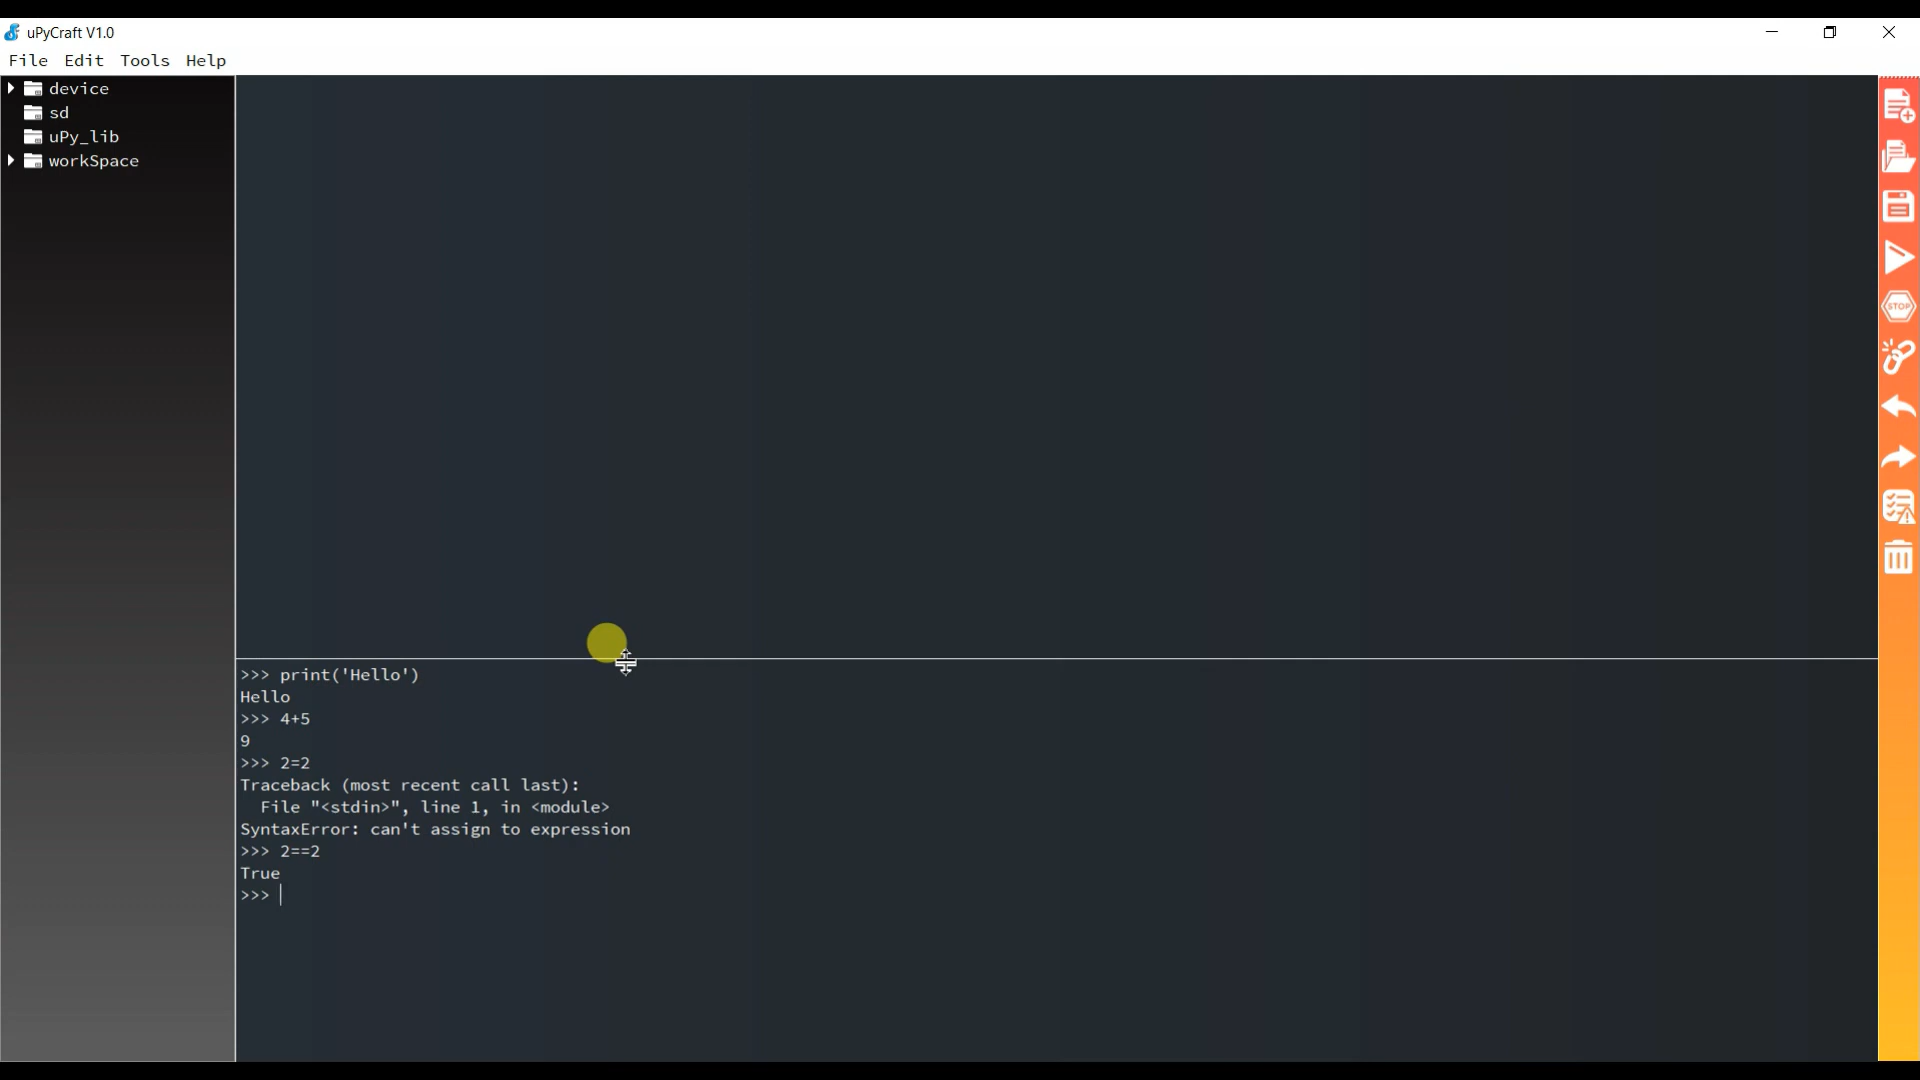 uPyCraft V1.0
File Edit Tools Help
device
sd
uPy_lib
workSpace
STOP
>>> print('Hello')
Hello
>>> 4+5
9
>>> 2=2
Traceback (most recent call last):
  File "<stdin>", line 1, in <module>
SyntaxError: can't assign to expression
>>> 2==2
True
>>>